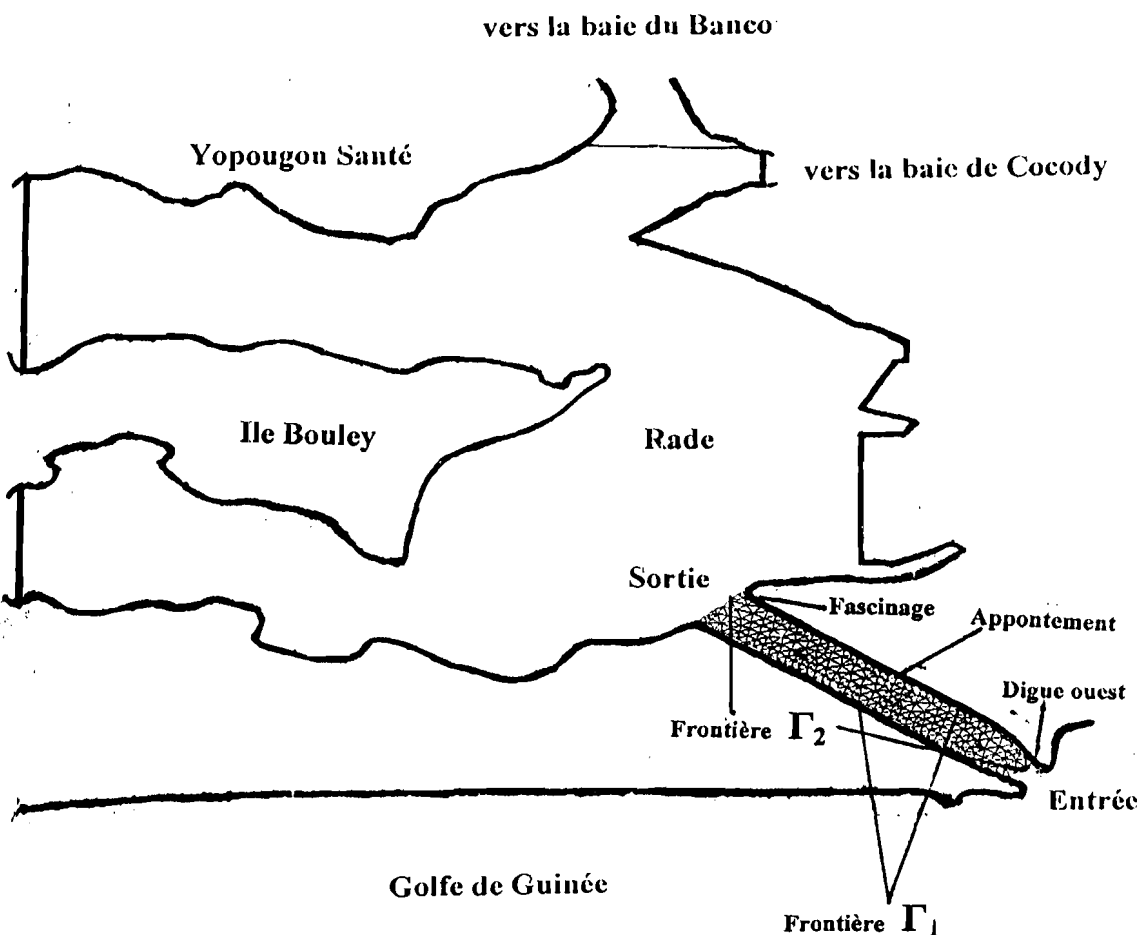 vers la baie du Banco
Yopougon Santé
vers la baie de Cocody
Ile Bouley
Rade
Sortie
Fascinage
Appontement
Digue ouest
Frontière Γ2
Entrée
Golfe de Guinée
Frontière Γ1